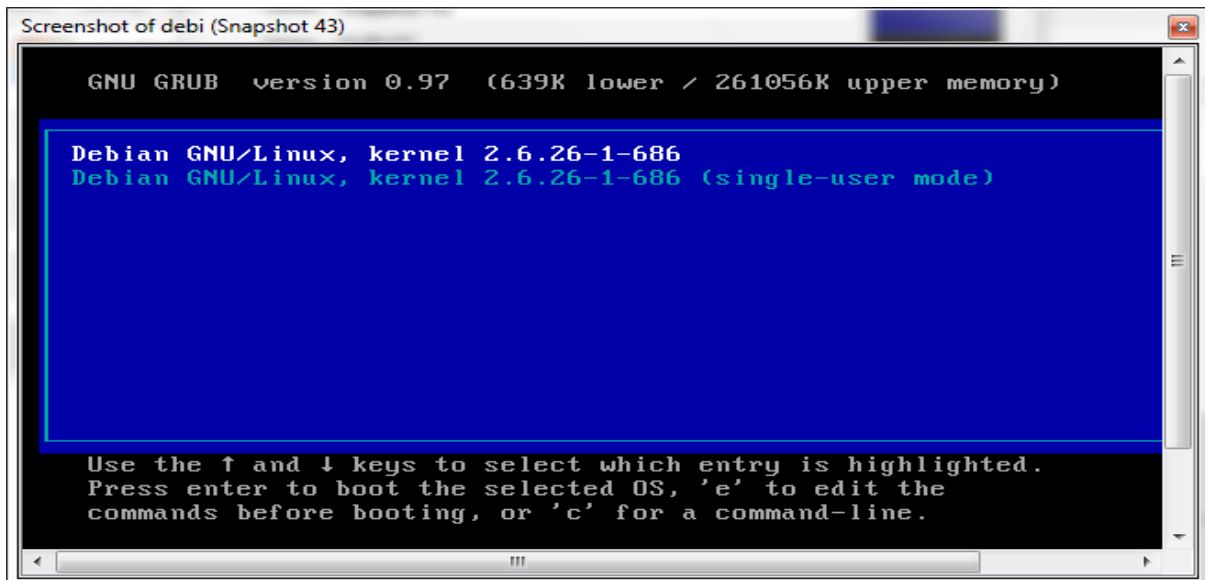 Screenshot of debi (Snapshot 43)
GNU GRUB version 0.97 (639K lower / 261056K upper memory)
Debian GNU/Linux, kernel 2.6.26-1-686
Debian GNU/Linux, kernel 2.6.26-1-686 (single-user mode)
Use the ↑ and ↓ keys to select which entry is highlighted.
Press enter to boot the selected OS, 'e' to edit the
commands before booting, or 'c' for a command-line.